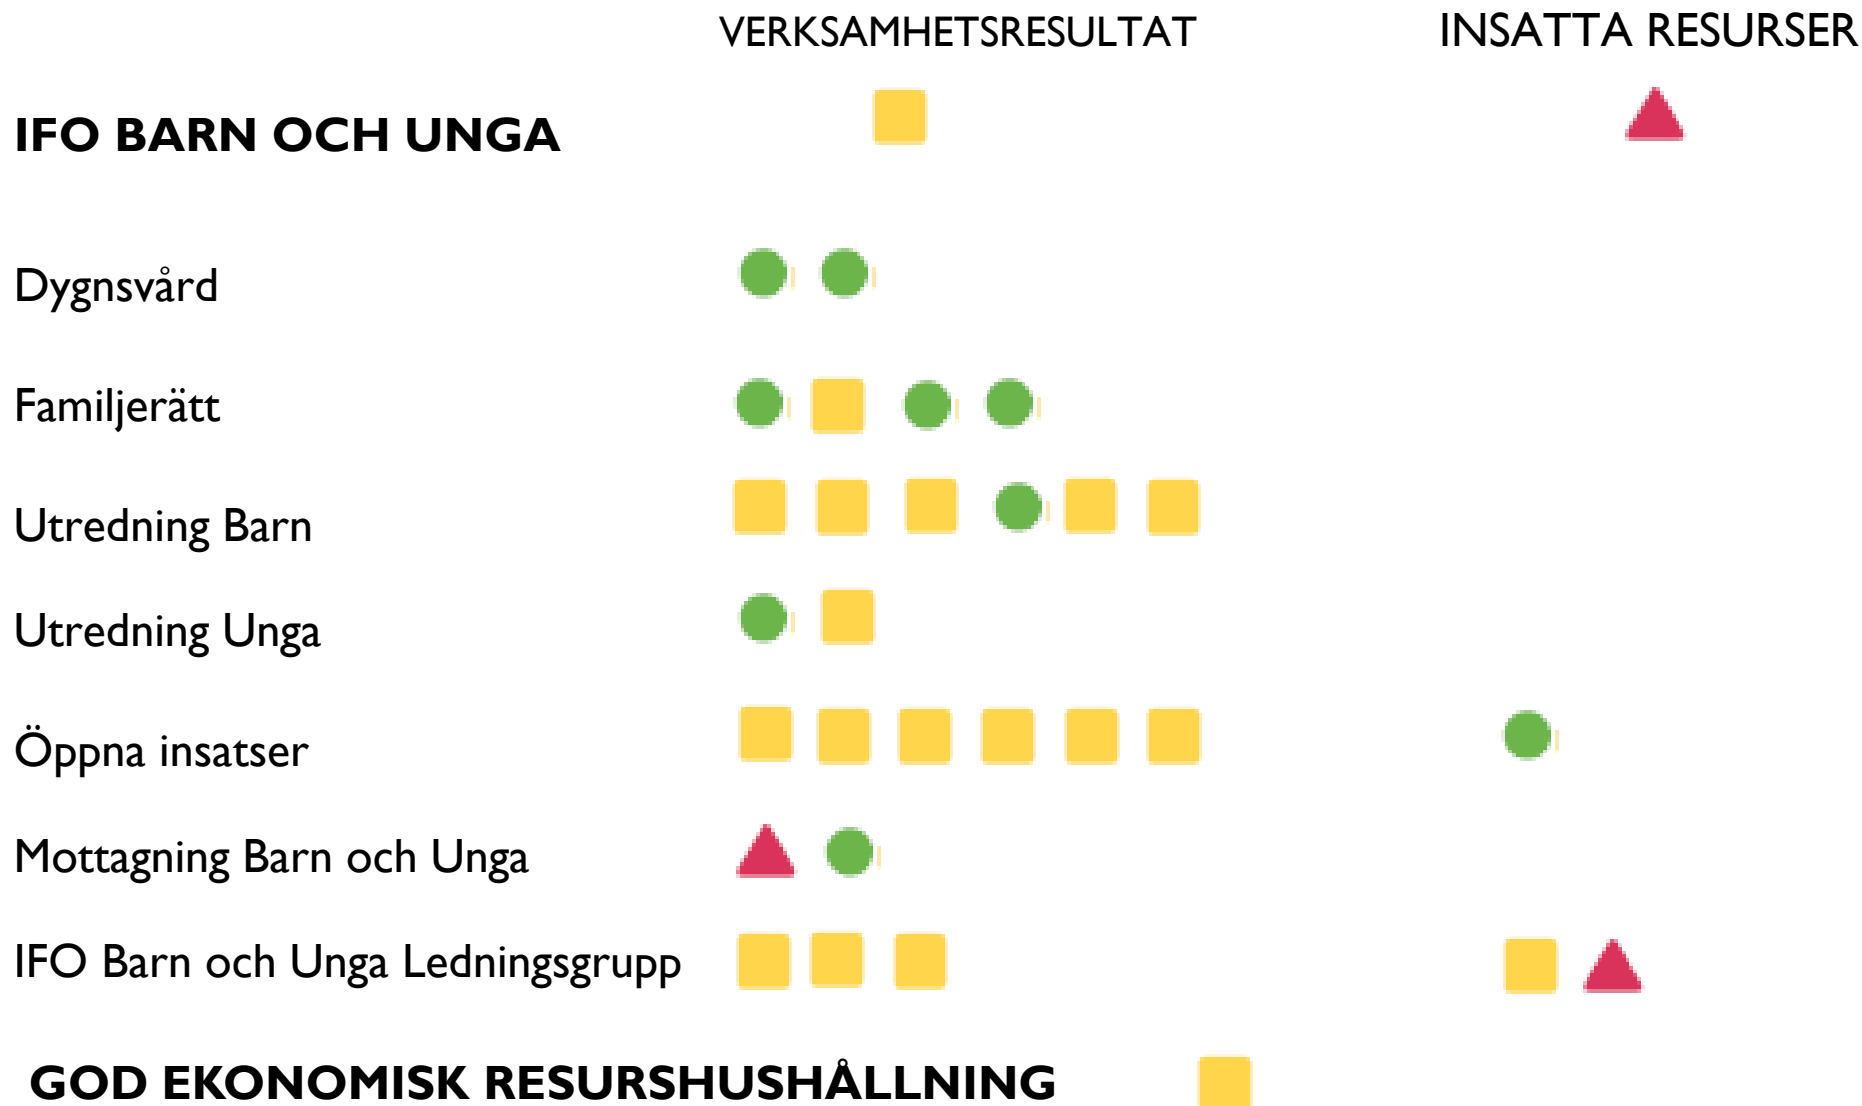 VERKSAMHETSRESULTAT INSATTA RESURSER
IFO BARN OCH UNGA
Dygnsvård
Familjerätt
Utredning Barn
Utredning Unga
Öppna insatser
Mottagning Barn och Unga
IFO Barn och Unga Ledningsgrupp
GOD EKONOMISK RESURSHUSHÅLLNING